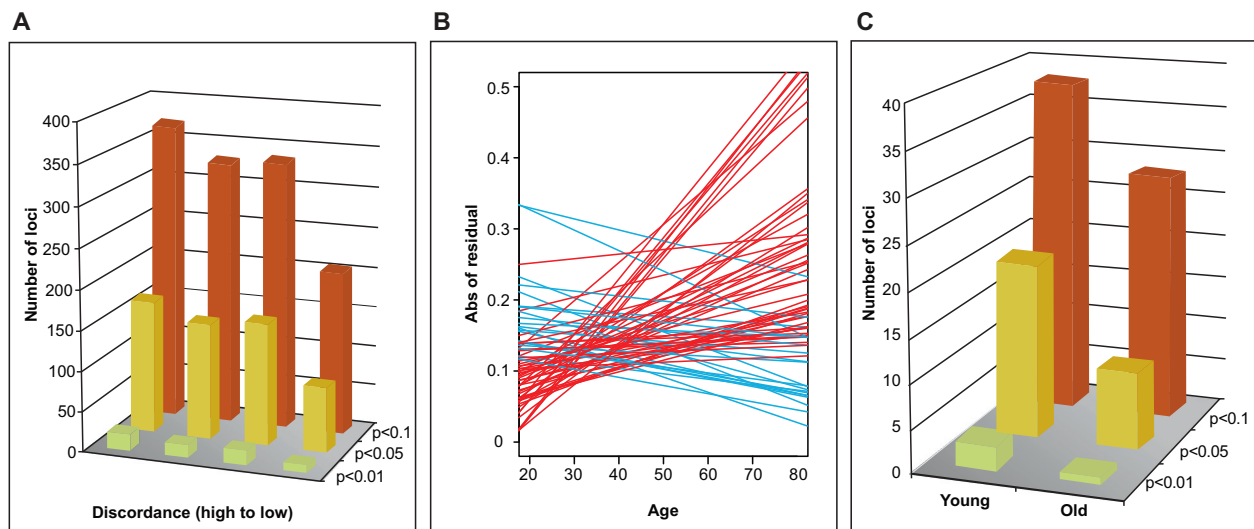 A
Number of loci
400
350
300
250
200
150
100
50
0
p<0.1
p<0.05
p<0.01
Discordance (high to low)
B
Abs of residual
0.5
0.4
0.3
0.2
0.1
0
20 30 40 50 60 70 80
Age
C
Number of loci
40
35
30
25
20
15
10
5
0
p<0.1
p<0.05
p<0.01
Young
Old